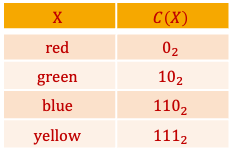 X C(X)
red 0₂
green 10₂
blue 110₂
yellow 111₂